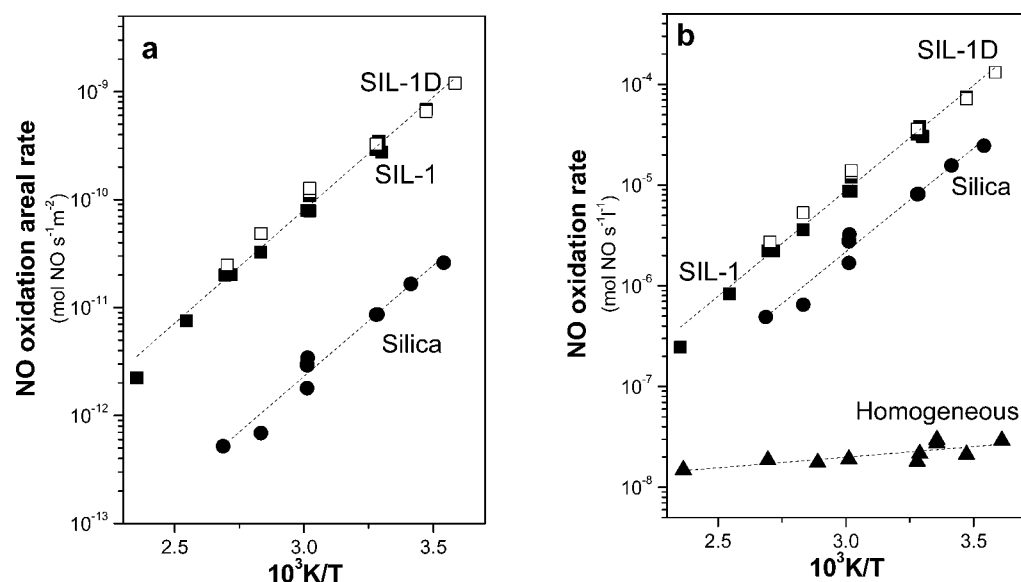 a
NO oxidation areal rate
(mol NO s⁻¹m⁻²)
10⁻⁹
10⁻¹⁰
10⁻¹¹
10⁻¹²
10⁻¹³
SIL-1D
SIL-1
Silica
2.5 3.0 3.5
10³K/T
b
NO oxidation rate
(mol NO s⁻¹l⁻¹)
10⁻⁴
10⁻⁵
10⁻⁶
10⁻⁷
10⁻⁸
SIL-1D
Silica
SIL-1
Homogeneous
2.5 3.0 3.5
10³K/T